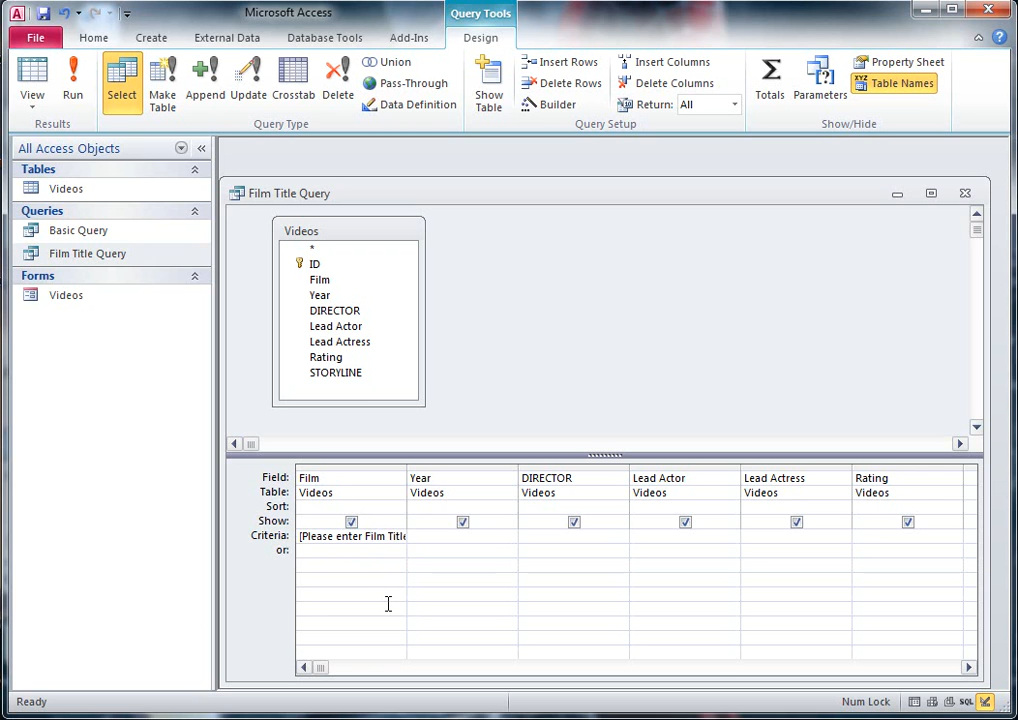 Microsoft Access
Query Tools
File Home Create External Data Database Tools Add-Ins Design
View Run
Results
Select Make Table Append Update Crosstab Delete
Union
Pass-Through
Data Definition
Query Type
Show Table
Insert Rows
Delete Rows
Builder
Insert Columns
Delete Columns
Return: All
Query Setup
Totals Parameters
Property Sheet
XYZ Table Names
Show/Hide
All Access Objects
Tables
Videos
Queries
Basic Query
Film Title Query
Forms
Videos
Film Title Query
Videos
*
ID
Film
Year
DIRECTOR
Lead Actor
Lead Actress
Rating
STORYLINE
Field: Film Year DIRECTOR Lead Actor Lead Actress Rating
Table: Videos Videos Videos Videos Videos Videos
Sort:
Show:
Criteria: [Please enter Film Title
or:
Ready Num Lock SQL